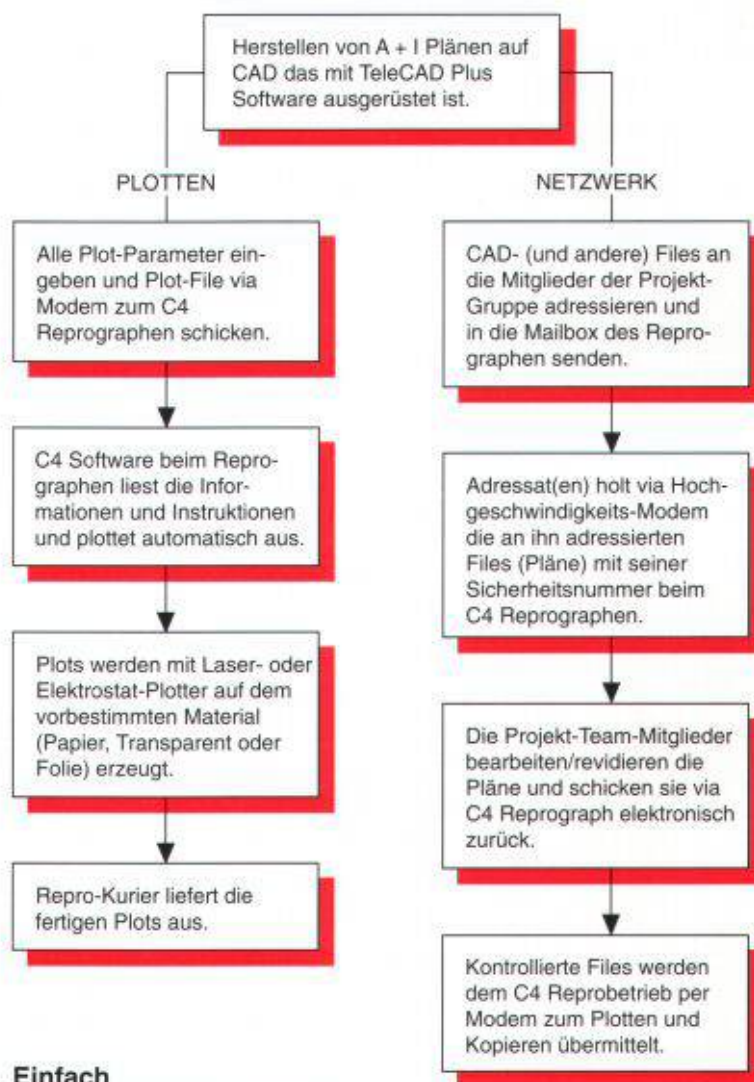 Herstellen von A + I Plänen auf
CAD das mit TeleCAD Plus
Software ausgerüstet ist.
PLOTTEN
Alle Plot-Parameter ein-
geben und Plot-File via
Modem zum C4
Reprographen schicken.
C4 Software beim Repro-
graphen liest die Infor-
mationen und Instruktionen
und plottet automatisch aus.
Plots werden mit Laser- oder
Elektrostat-Plotter auf dem
vorbestimmten Material
(Papier, Transparent oder
Folie) erzeugt.
Repro-Kurier liefert die
fertigen Plots aus.
NETZWERK
CAD- (und andere) Files an
die Mitglieder der Projekt-
Gruppe adressieren und
in die Mailbox des Repro-
graphen senden.
Adressat(en) holt via Hoch-
geschwindigkeits-Modem
die an ihn adressierten
Files (Pläne) mit seiner
Sicherheitsnummer beim
C4 Reprographen.
Die Projekt-Team-Mitglieder
bearbeiten/revidieren die
Pläne und schicken sie via
C4 Reprograph elektronisch
zurück.
Kontrollierte Files werden
dem C4 Reprobetrieb per
Modem zum Plotten und
Kopieren übermittelt.
Einfach